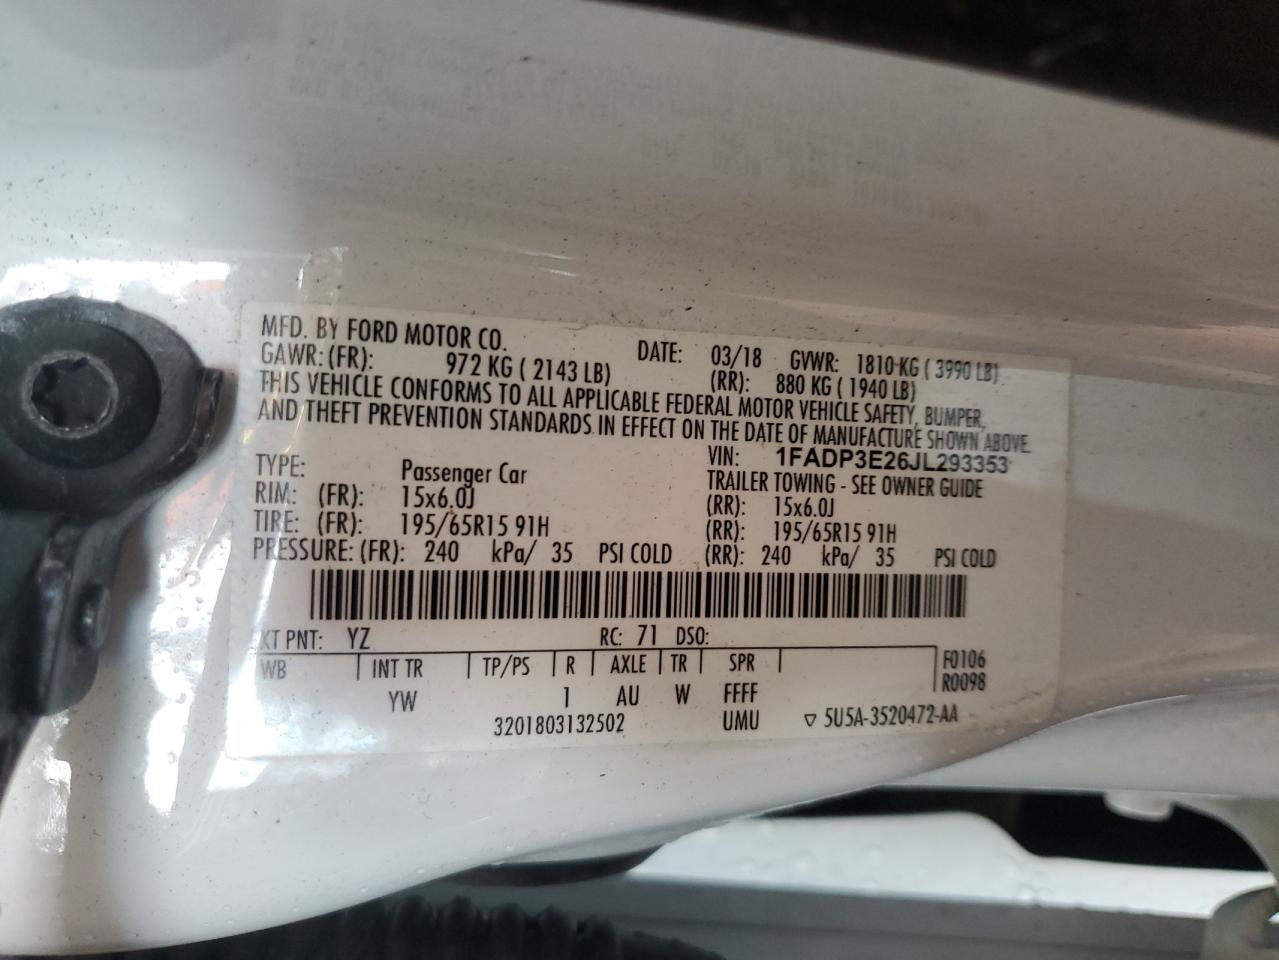 MFD. BY FORD MOTOR CO. DATE: 03/18 GVWR: 1810 KG ( 3990 LB)
GAWR: (FR): 972 KG ( 2143 LB) (RR): 880 KG ( 1940 LB)
THIS VEHICLE CONFORMS TO ALL APPLICABLE FEDERAL MOTOR VEHICLE SAFETY, BUMPER,
AND THEFT PREVENTION STANDARDS IN EFFECT ON THE DATE OF MANUFACTURE SHOWN ABOVE.
VIN: 1FADP3E26JL293353
TYPE: Passenger Car TRAILER TOWING - SEE OWNER GUIDE
RIM: (FR): 15x6.0J (RR): 15x6.0J
TIRE: (FR): 195/65R15 91H (RR): 195/65R15 91H
PRESSURE: (FR): 240 kPa/ 35 PSI COLD (RR): 240 kPa/ 35 PSI COLD
XT PNT: YZ RC: 71 DSO:
WB INT TR TP/PS R AXLE TR SPR F0106
YW 1 AU W FFFF R0098
3201803132502 UMU ▽ 5U5A-3520472-AA